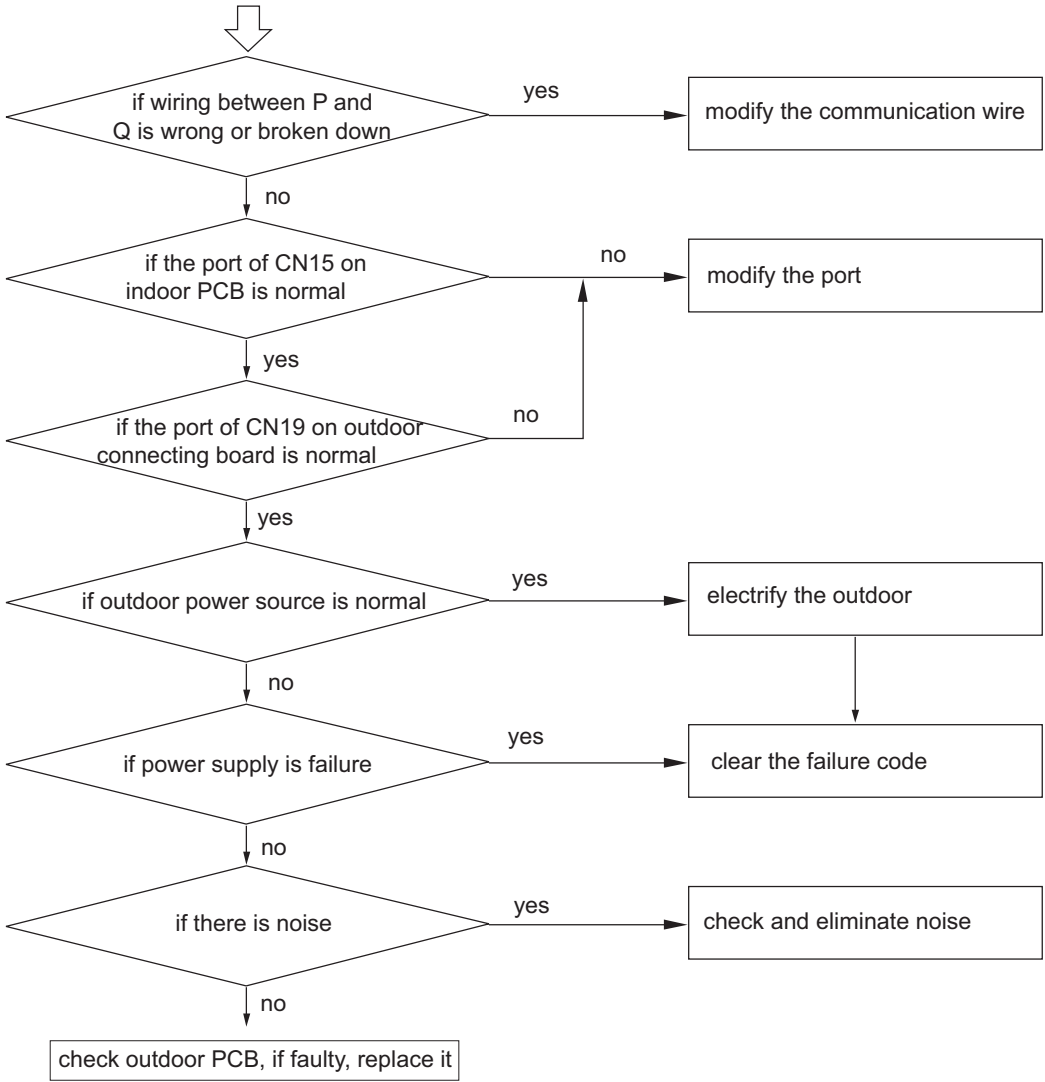 if wiring between P and
Q is wrong or broken down
yes
modify the communication wire
no
if the port of CN15 on
indoor PCB is normal
no
modify the port
yes
if the port of CN19 on outdoor
connecting board is normal
no
yes
if outdoor power source is normal
yes
electrify the outdoor
no
if power supply is failure
yes
clear the failure code
no
if there is noise
yes
check and eliminate noise
no
check outdoor PCB, if faulty, replace it